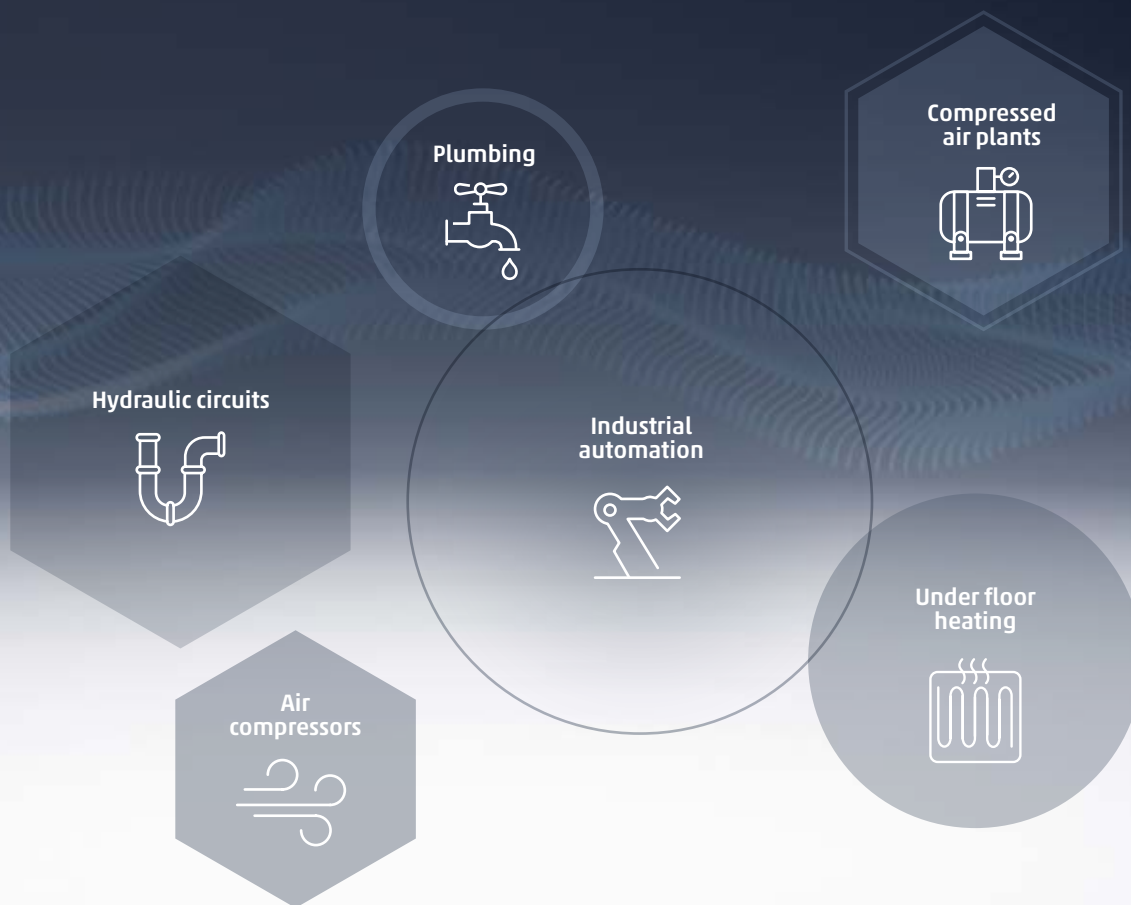 Compressed
air plants
Plumbing
Hydraulic circuits
Industrial
automation
Under floor
heating
Air
compressors